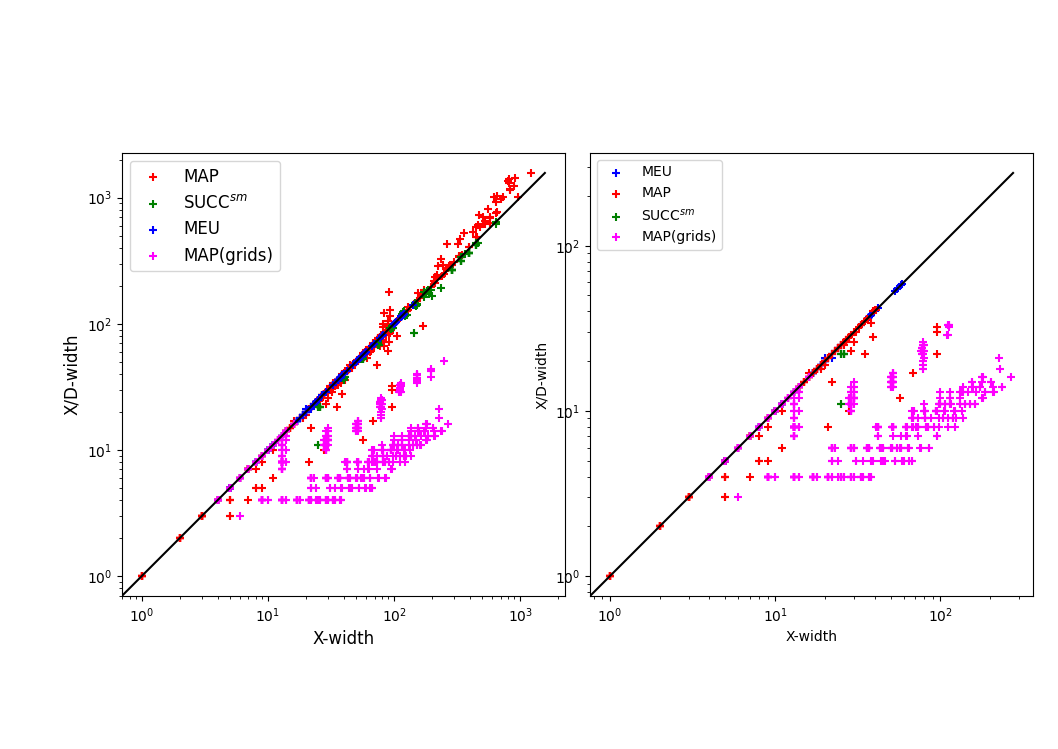 MAP
SUCC^{sm}
MEU
MAP(grids)
10^3
10^2
10^1
10^0
X/D-width
10^0
10^1
10^2
10^3
X-width
MEU
MAP
SUCC^{sm}
MAP(grids)
10^2
10^1
10^0
X/D-width
10^0
10^1
10^2
X-width